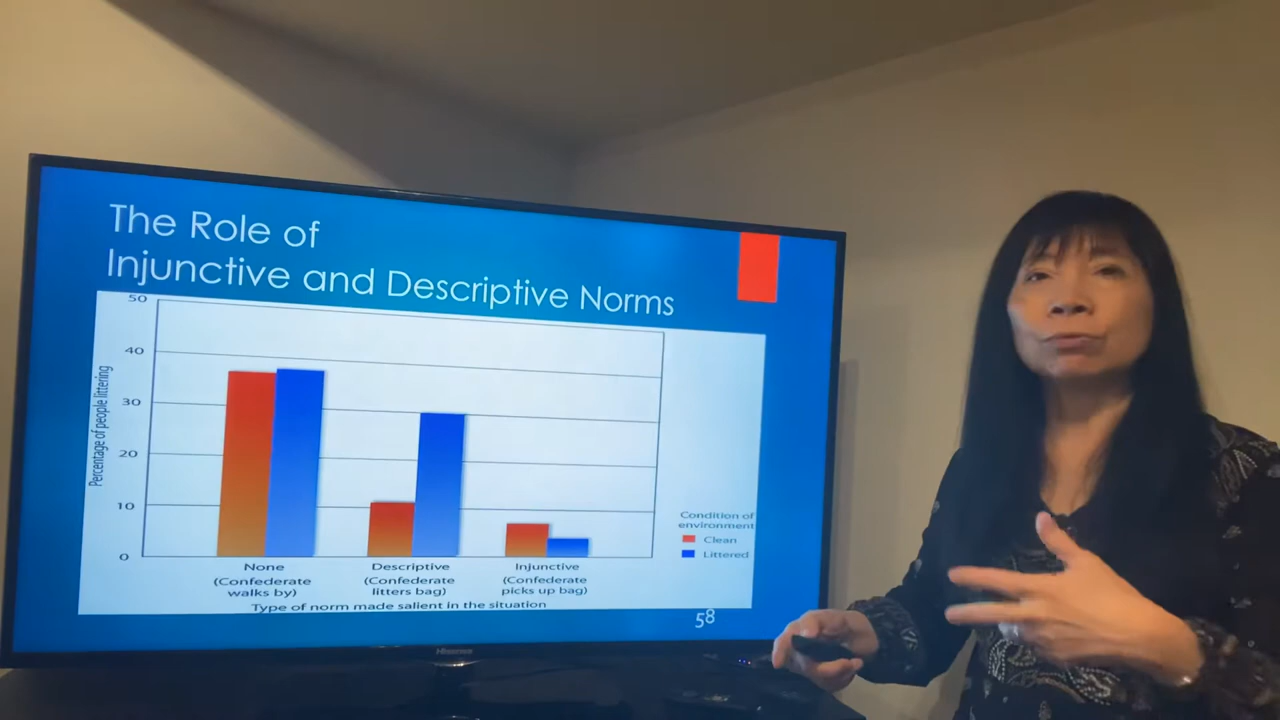 The Role of
Injunctive and Descriptive Norms
50
40
30
20
10
0
Percentage of people littering
None
(Confederate
walks by)
Descriptive
(Confederate
litters bag)
Injunctive
(Confederate
picks up bag)
Type of norm made salient in the situation
Condition of
environment
Clean
Littered
58
Hisense